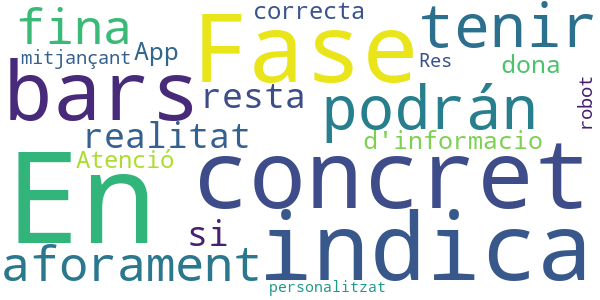 fina
Fase
correcta
tenir
mitjançant
App
Res
dona
bars
resta
podrán
robot
realitat
d'informacio
Atenció
concret
En
si
indica
aforament
personalitzat